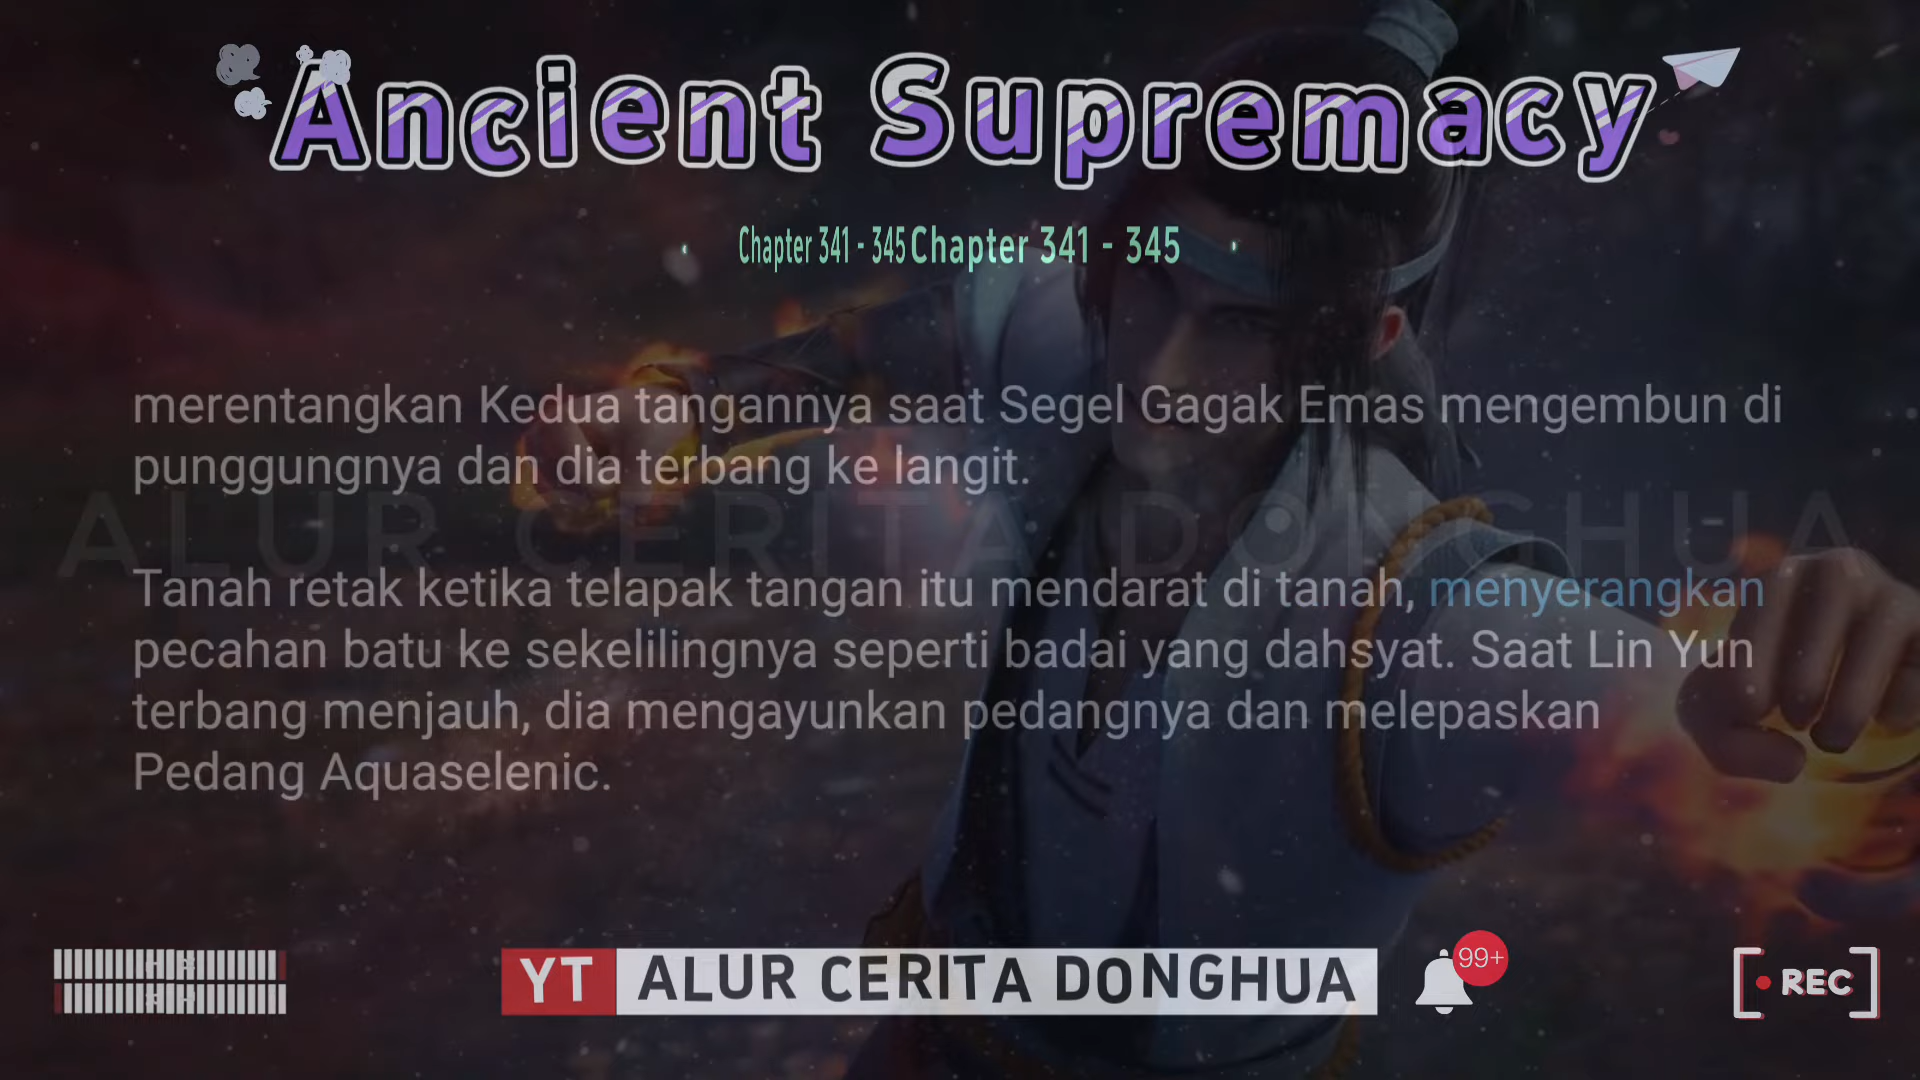 Ancient Supremacy
Chapter 341 - 345 Chapter 341 - 345
merentangkan Kedua tangannya saat Segel Gagak Emas mengembun di
punggungnya dan dia terbang ke langit.
ALUR CERITA DONGHUA
Tanah retak ketika telapak tangan itu mendarat di tanah, menyerangkan
pecahan batu ke sekelilingnya seperti badai yang dahsyat. Saat Lin Yun
terbang menjauh, dia mengayunkan pedangnya dan melepaskan
Pedang Aquaselenic.
YT ALUR CERITA DONGHUA 99+ REC